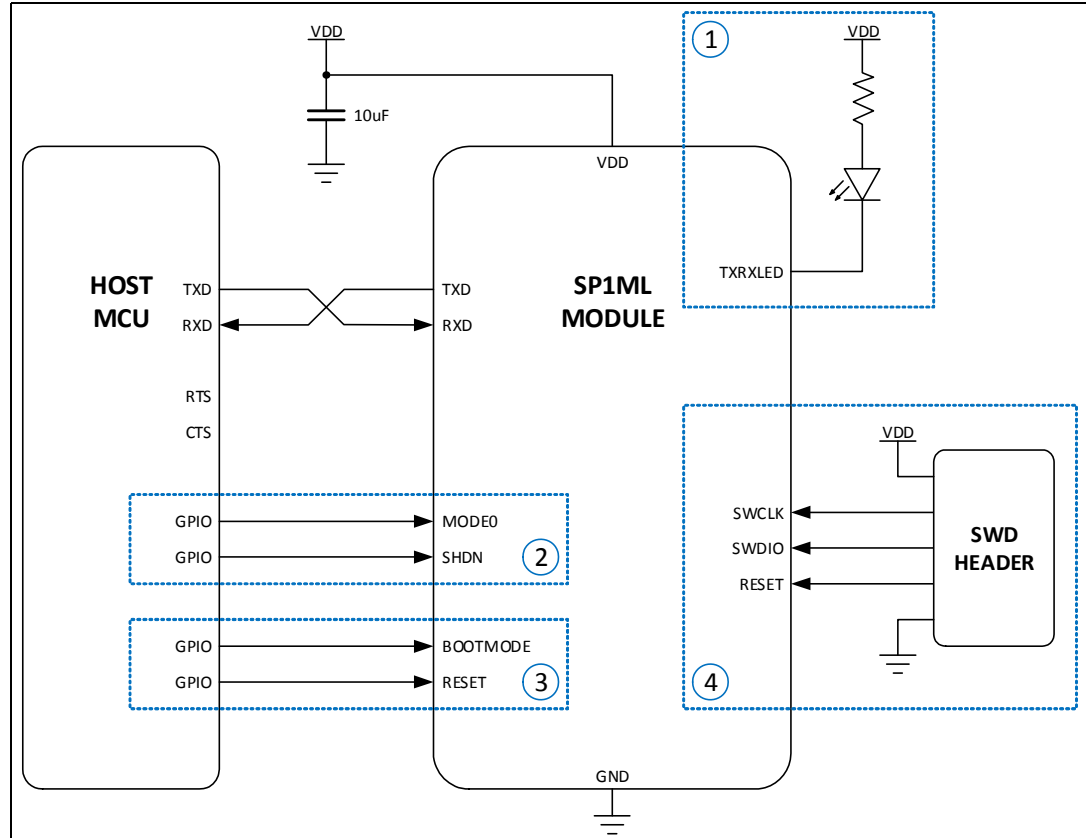 VDD
10uF
1
VDD
VDD
HOST
MCU
TXD
RXD
RTS
CTS
GPIO
GPIO
GPIO
GPIO
TXD
RXD
SP1ML
MODULE
TXRXLED
MODE0
SHDN
2
BOOTMODE
RESET
3
GND
VDD
SWCLK
SWDIO
RESET
SWD
HEADER
4